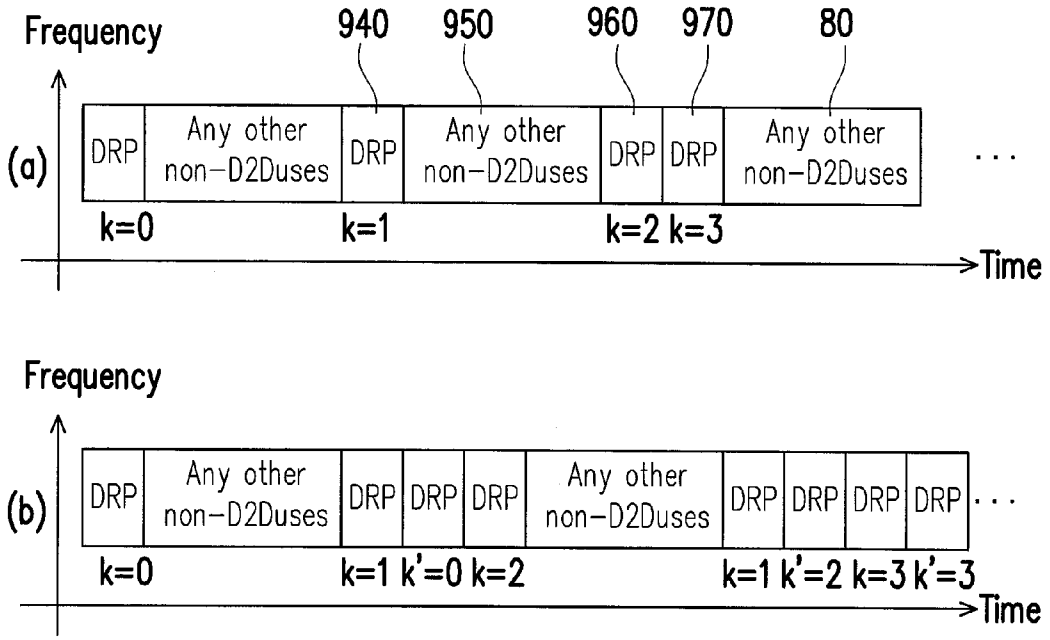 Frequency
940 950 960 970 80
(a)
DRP Any other non-D2Duses DRP Any other non-D2Duses DRP DRP Any other non-D2Duses ...
k=0 k=1 k=2 k=3
Time
Frequency
(b)
DRP Any other non-D2Duses DRP DRP DRP Any other non-D2Duses DRP DRP DRP DRP ...
k=0 k=1 k'=0 k=2 k=1 k'=2 k=3 k'=3
Time